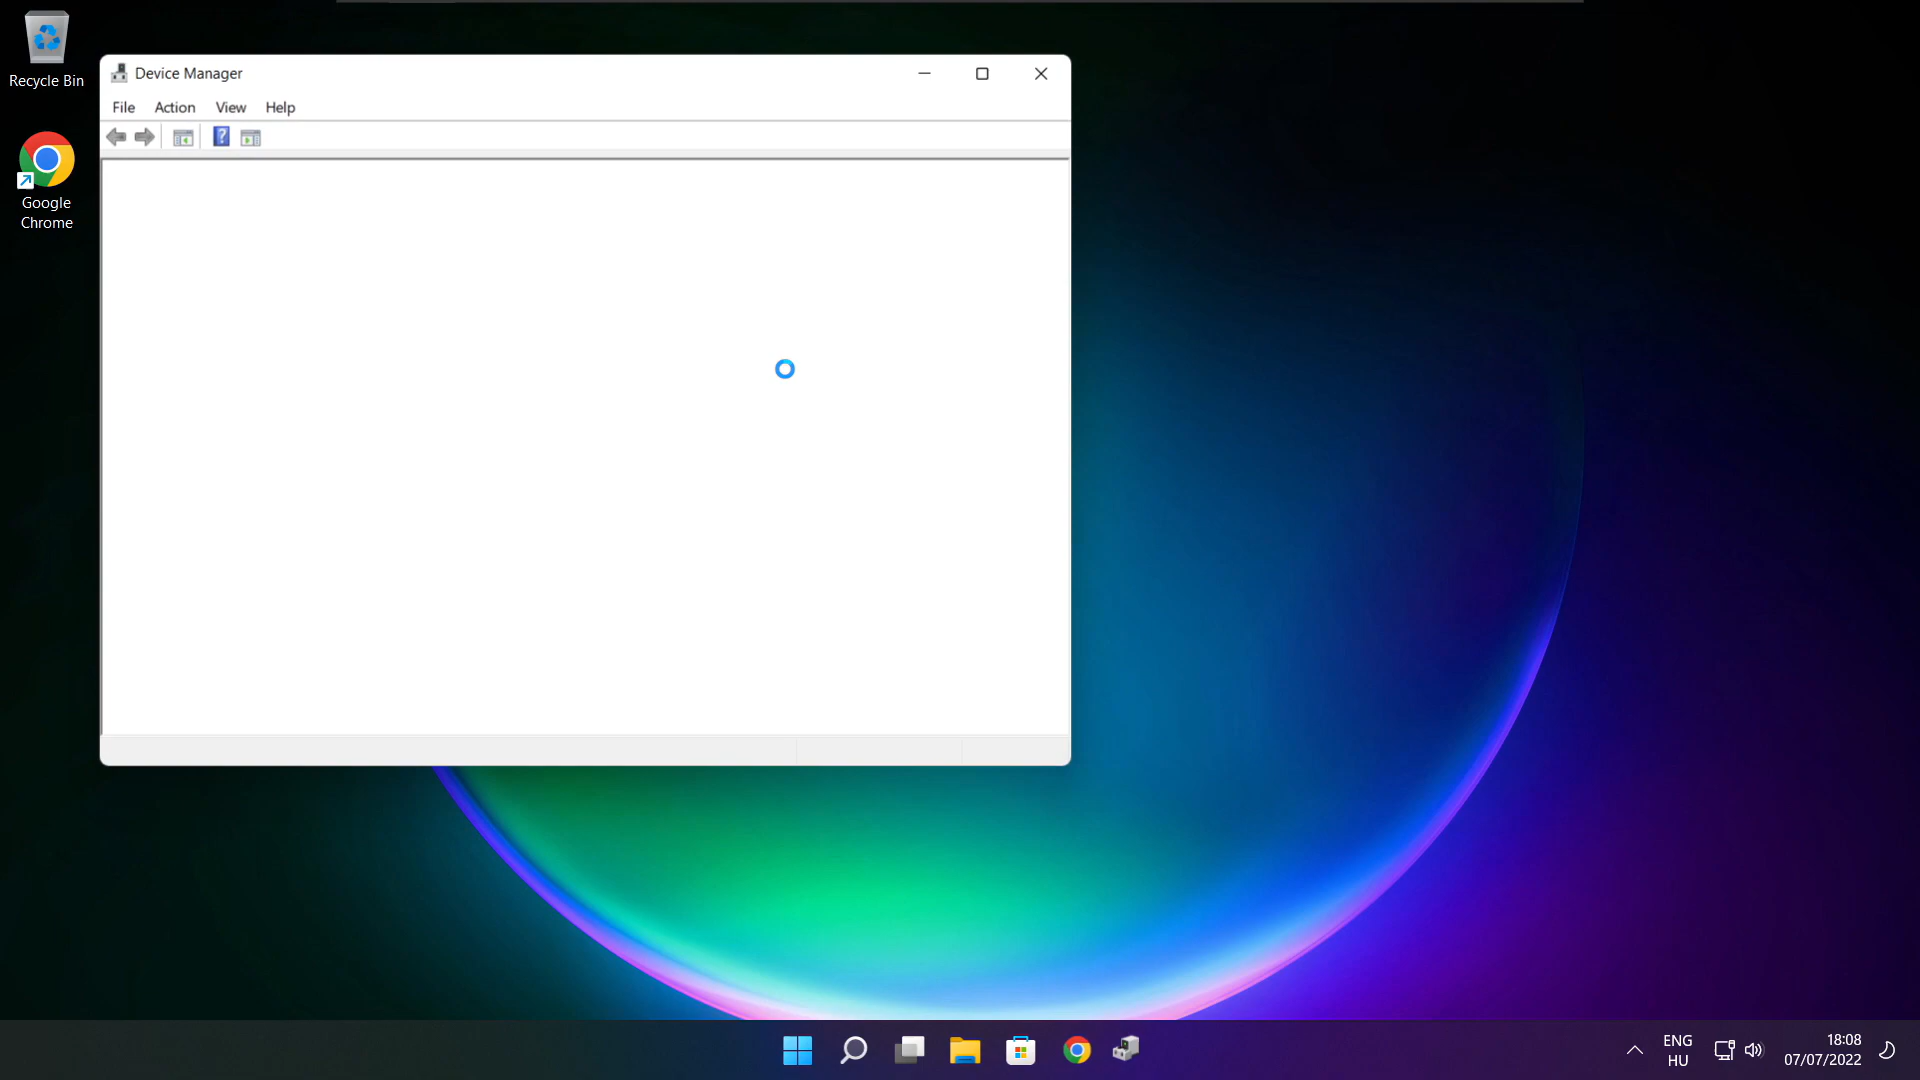 Recycle Bin
Google
Chrome
Device Manager
File Action View Help
?
ENG
HU
18:08
07/07/2022